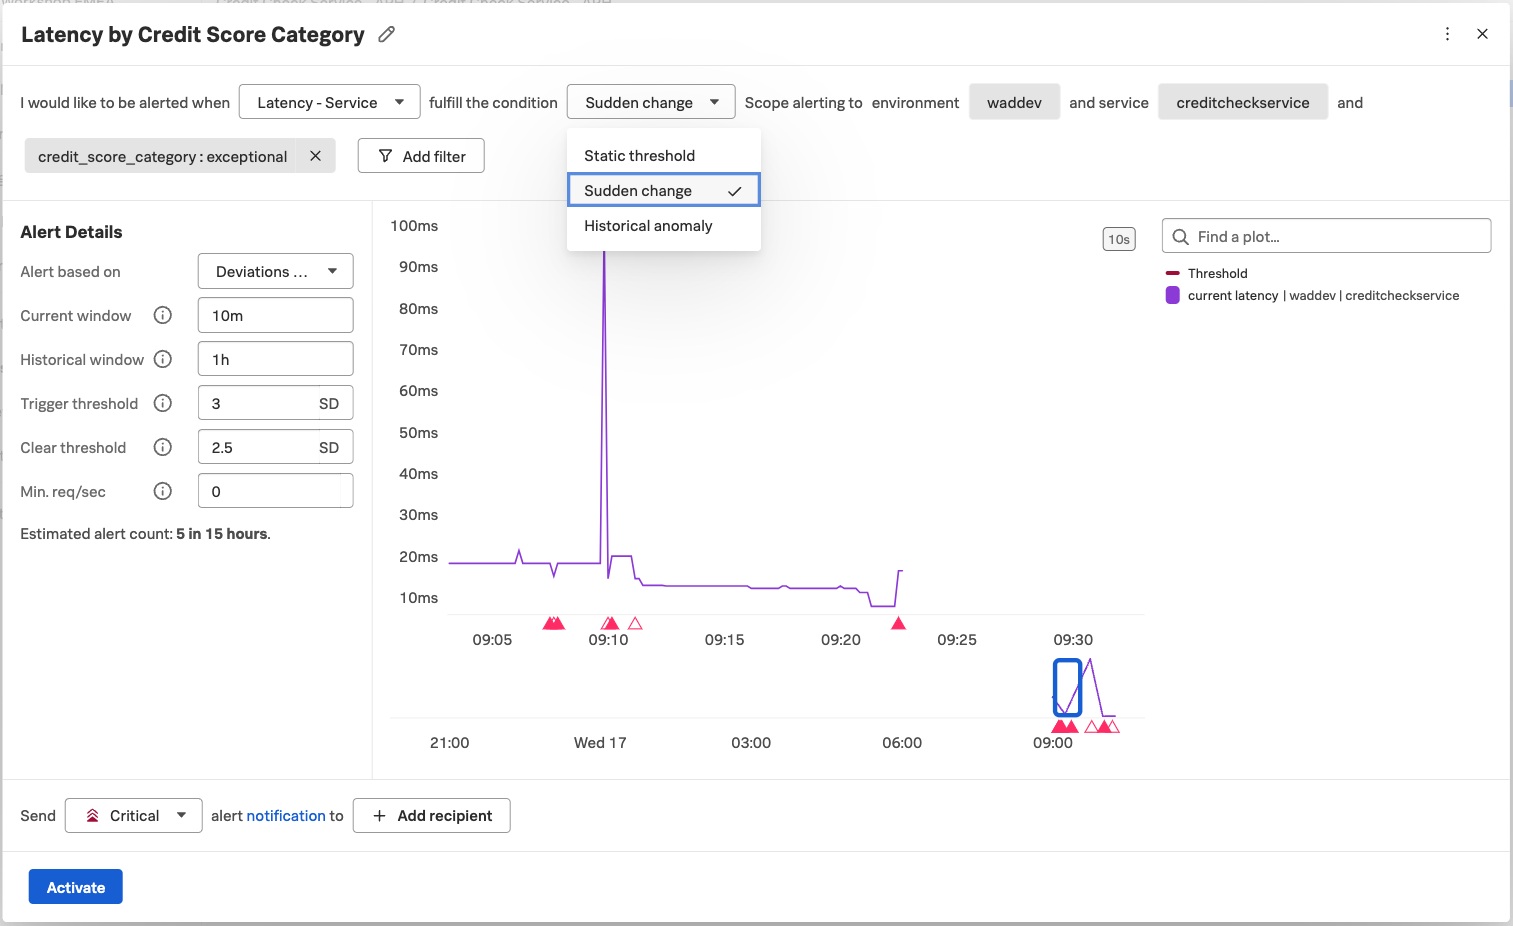 Latency by Credit Score Category
I would like to be alerted when Latency - Service fulfill the condition Sudden change Scope alerting to environment waddev and service creditcheckservice and
credit_score_category : exceptional Add filter
Static threshold
Sudden change
Historical anomaly
Alert Details
Alert based on Deviations ...
Current window 10m
Historical window 1h
Trigger threshold 3 SD
Clear threshold 2.5 SD
Min. req/sec 0
Estimated alert count: 5 in 15 hours.
100ms
90ms
80ms
70ms
60ms
50ms
40ms
30ms
20ms
10ms
09:05 09:10 09:15 09:20 09:25 09:30
21:00 Wed 17 03:00 06:00 09:00
10s
Find a plot...
Threshold
current latency | waddev | creditcheckservice
Send Critical alert notification to + Add recipient
Activate